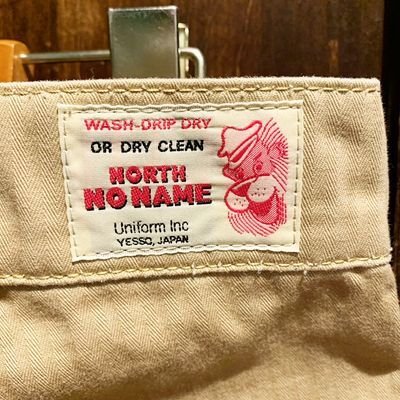 WASH-DRIP DRY
OR DRY CLEAN
NORTH
NO NAME
Uniform Inc
YESSO, JAPAN